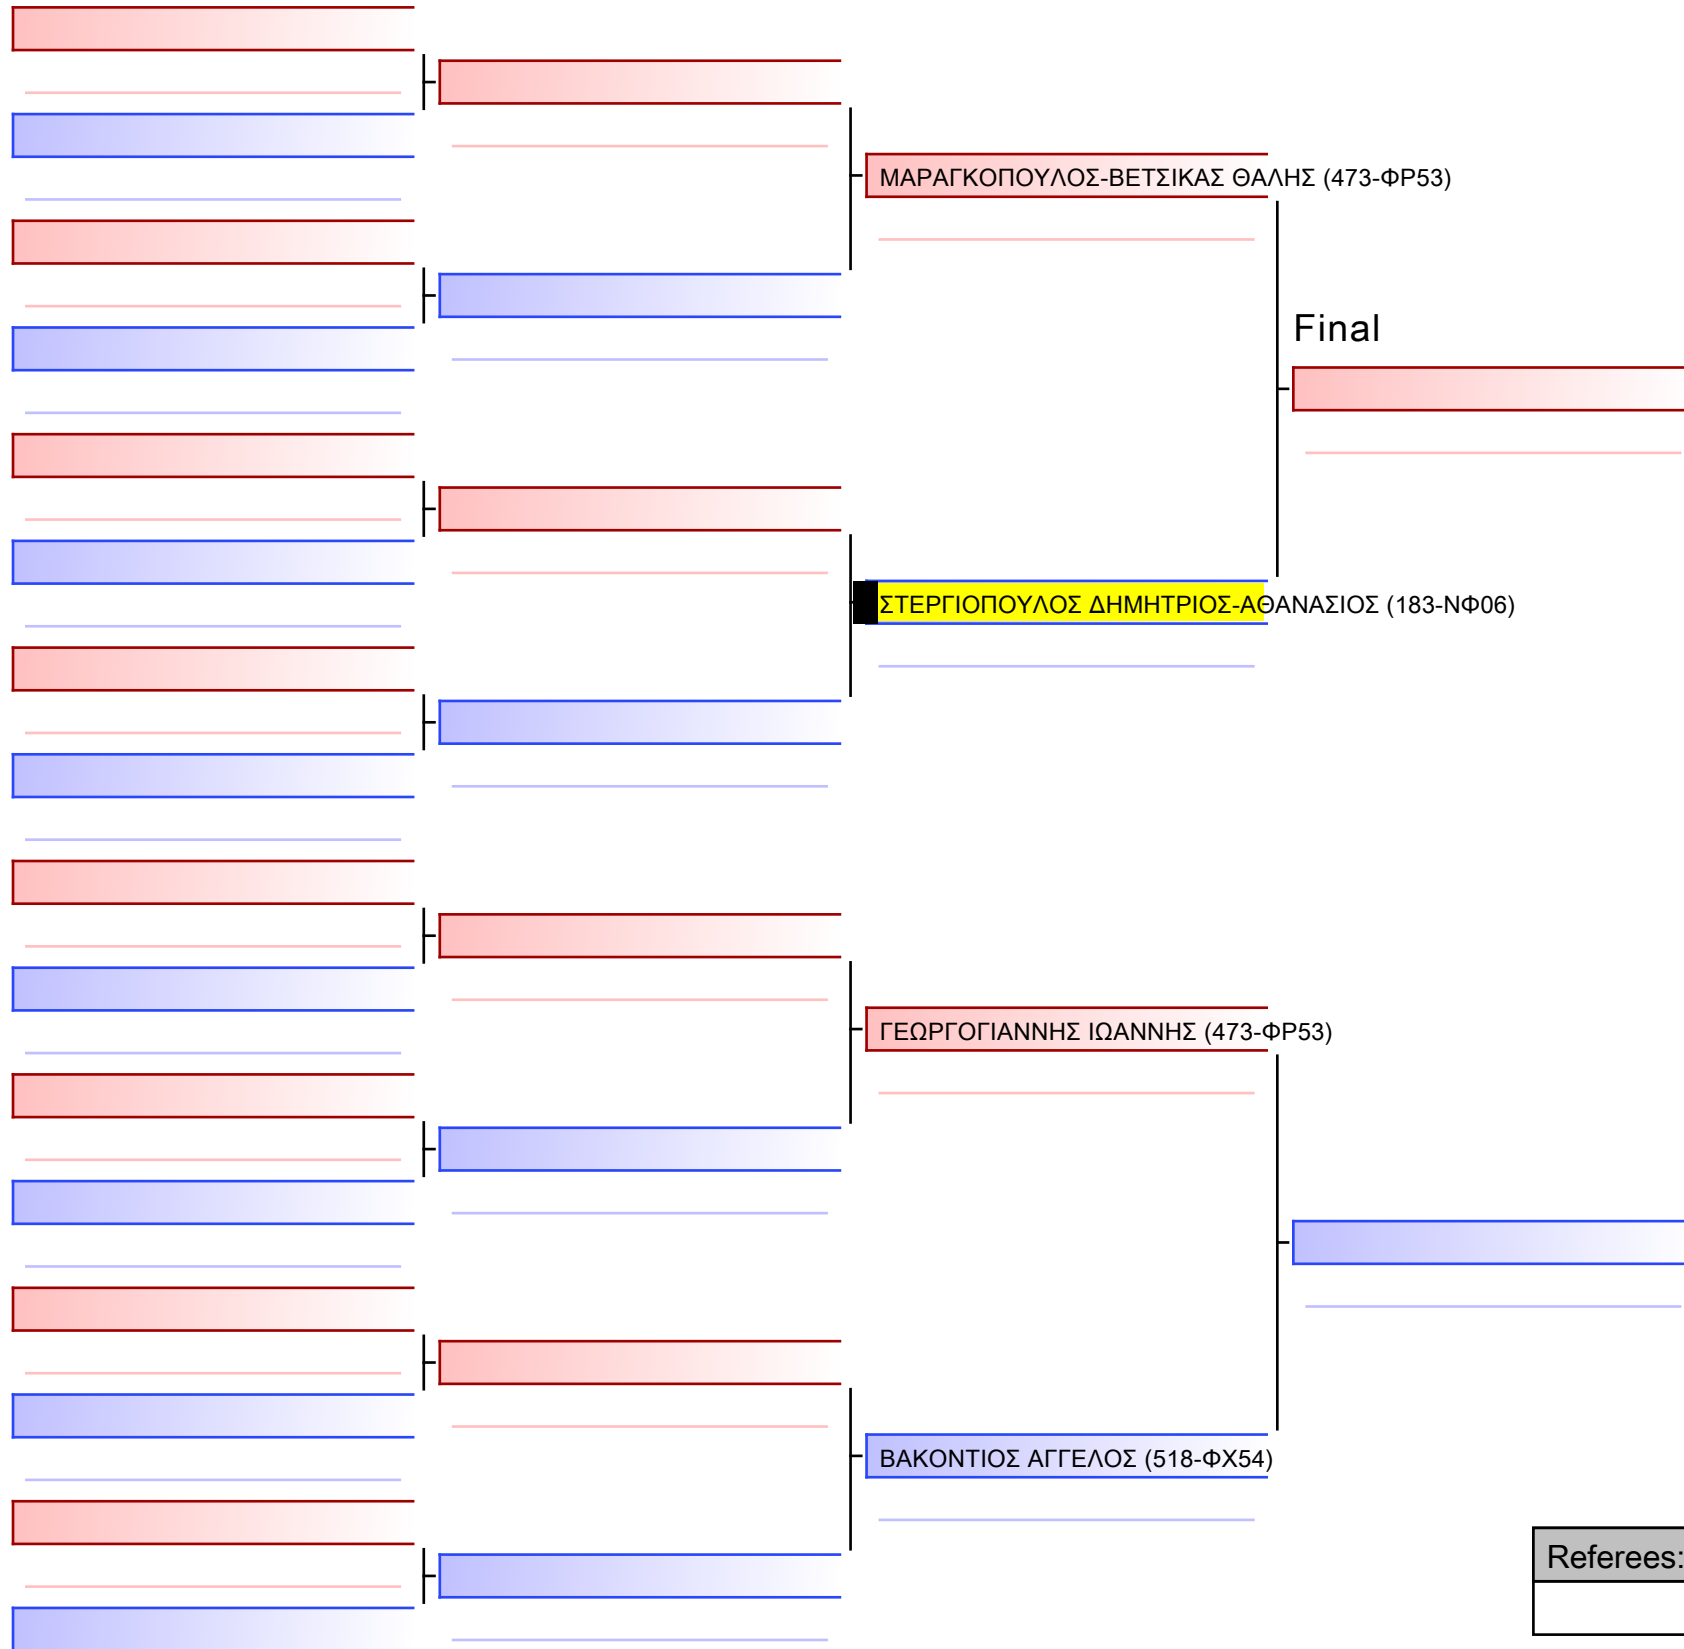 ΜΑΡΑΓΚΟΠΟΥΛΟΣ-ΒΕΤΣΙΚΑΣ ΘΑΛΗΣ (473-ΦΡ53)
Final
ΣΤΕΡΓΙΟΠΟΥΛΟΣ ΔΗΜΗΤΡΙΟΣ-ΑΘΑΝΑΣΙΟΣ (183-ΝΦ06)
ΓΕΩΡΓΟΓΙΑΝΝΗΣ ΙΩΑΝΝΗΣ (473-ΦΡ53)
ΒΑΚΟΝΤΙΟΣ ΑΓΓΕΛΟΣ (518-ΦΧ54)
Referees: